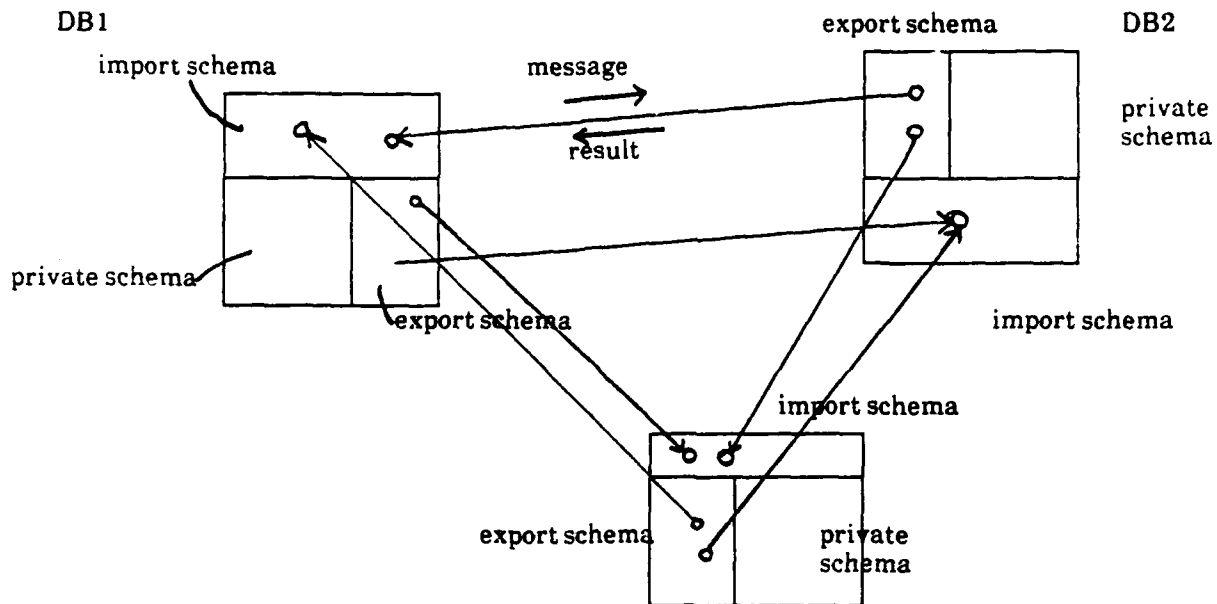 DB1
export schema
DB2
import schema
message
private
schema
result
private schema
export schema
import schema
import schema
export schema
private
schema